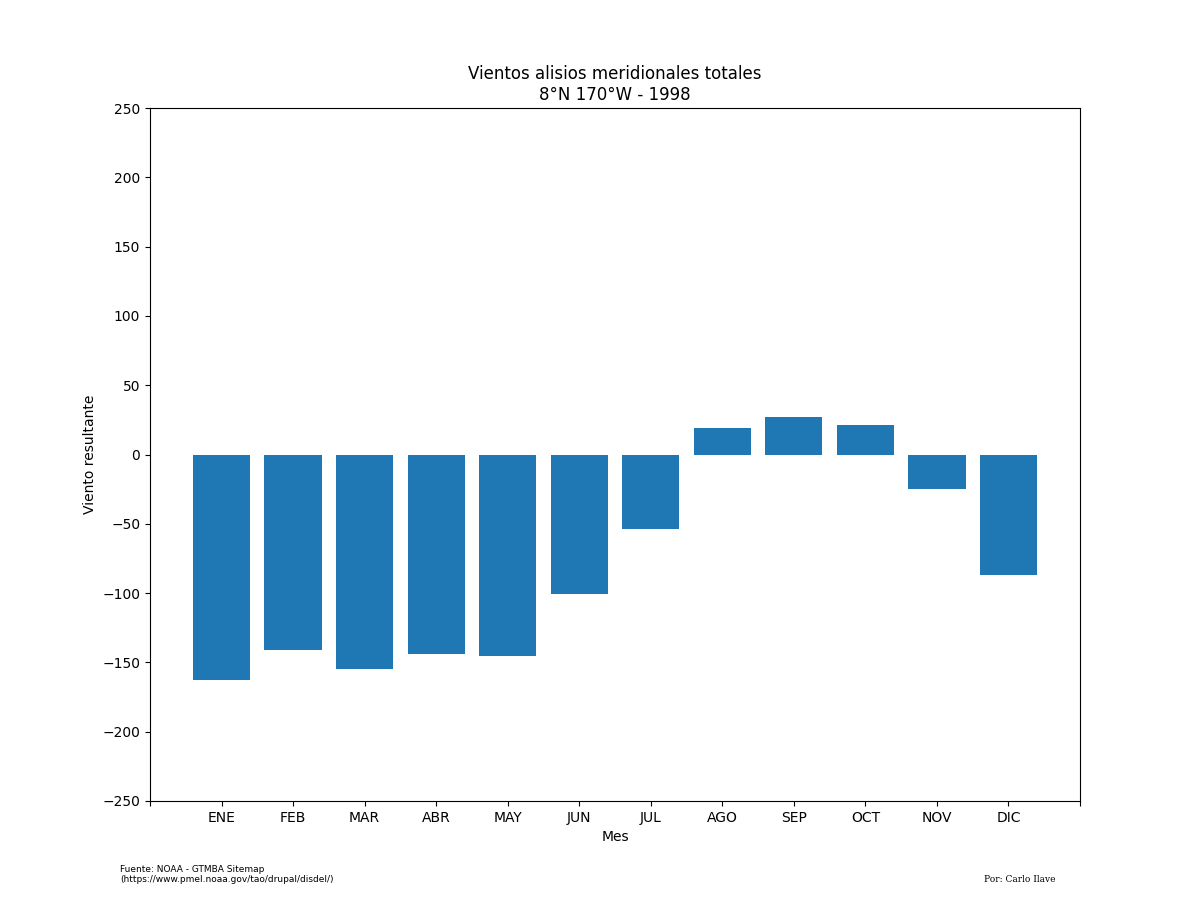 Vientos alisios meridionales totales
8°N 170°W - 1998
250
200
150
100
50
0
−50
−100
−150
−200
−250
Viento resultante
ENE FEB MAR ABR MAY JUN JUL AGO SEP OCT NOV DIC
Mes
Fuente: NOAA - GTMBA Sitemap
(https://www.pmel.noaa.gov/tao/drupal/disdel/)
Por: Carlo Ilave